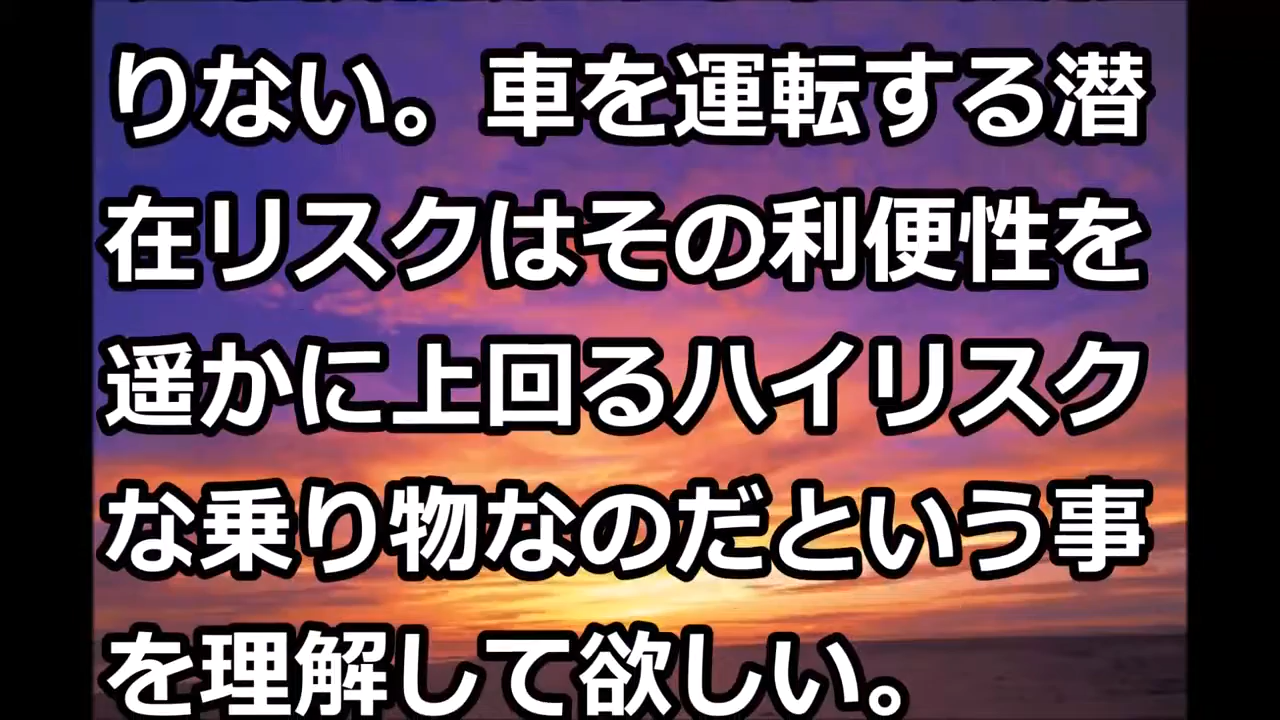 りない。車を運転する潜
在リスクはその利便性を
遥かに上回るハイリスク
な乗り物なのだという事
を理解して欲しい。